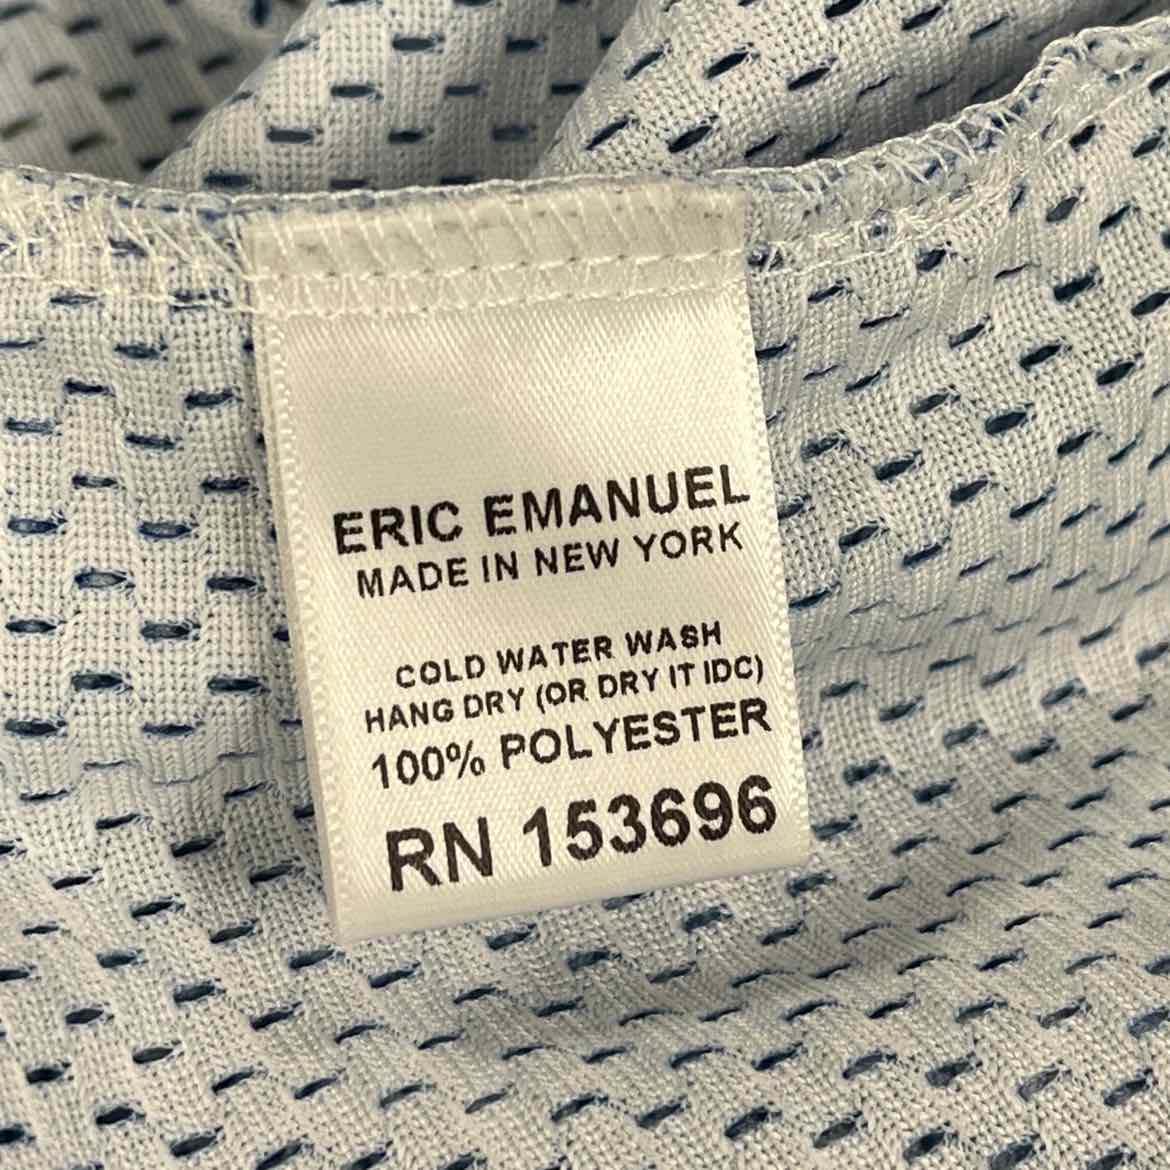 ERIC EMANUEL
MADE IN NEW YORK
COLD WATER WASH
HANG DRY (OR DRY IT IDC)
100% POLYESTER
RN 153696